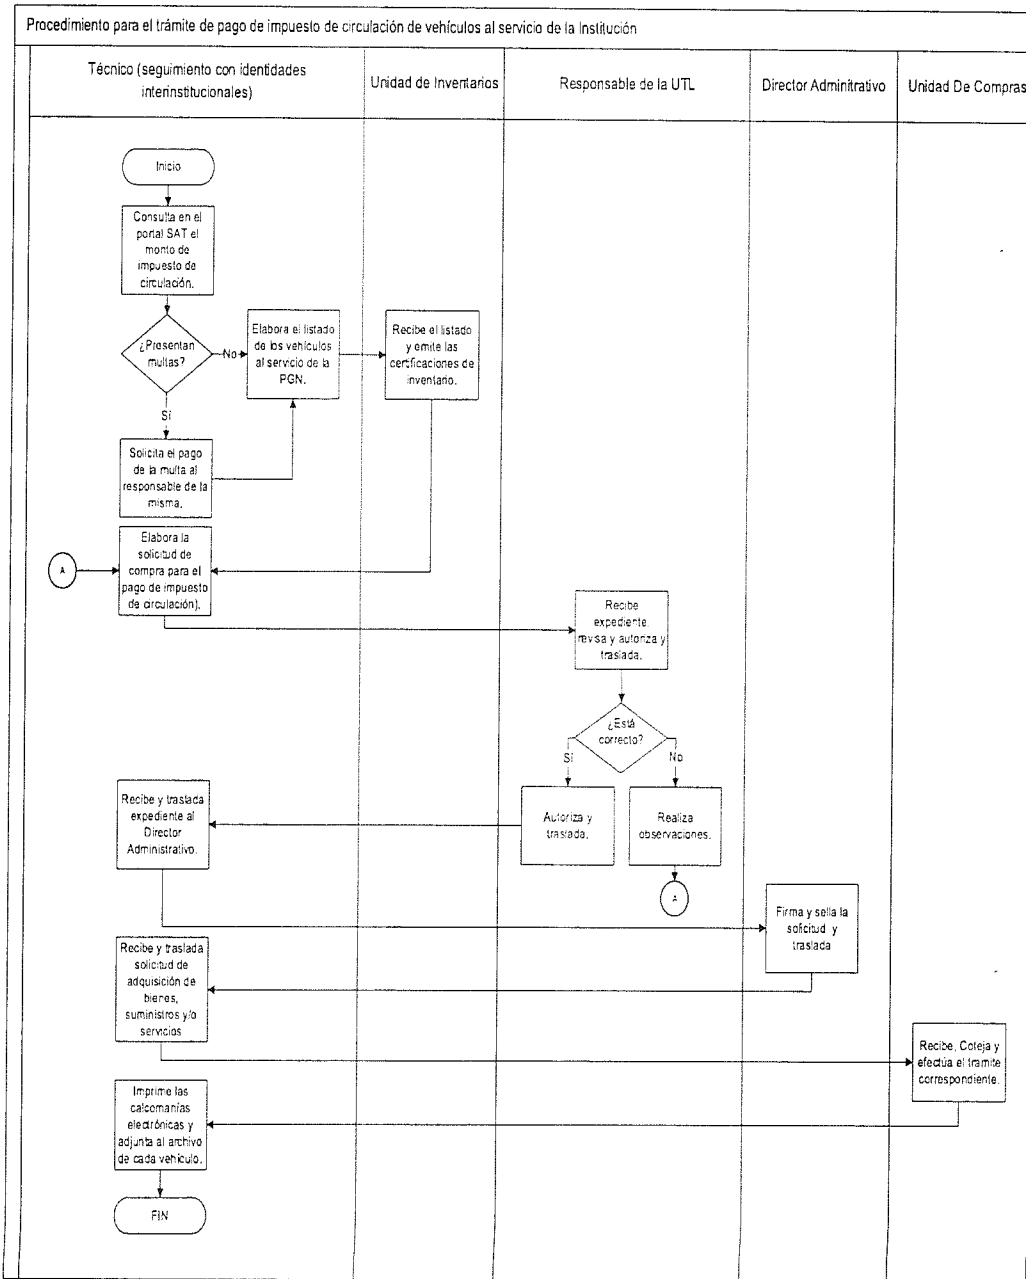 Procedimiento para el trámite de pago de impuesto de circulación de vehículos al servicio de la Institución
Técnico (seguimiento con identidades
interinstitucionales)
Unidad de Inventarios
Responsable de la UTL
Director Adminitrativo
Unidad De Compras
Inicio
Consulta en el
portal SAT el
monto de
impuesto de
circulación.
¿Presentan
multas?
No
Elabora el listado
de los vehículos
al servicio de la
PGN.
Recibe el listado
y emite las
certificaciones de
inventario.
Sí
Solicita el pago
de la multa al
responsable de la
misma.
A
Elabora la
solicitud de
compra para el
pago de impuesto
de circulación).
Recibe
expediente,
revisa y autoriza y
traslada.
¿Está
correcto?
Sí
No
Recibe y traslada
expediente al
Director
Administrativo.
Autoriza y
traslada.
Realiza
observaciones.
A
Firma y sella la
solicitud y
traslada
Recibe y traslada
solicitud de
adquisición de
bienes,
suministros y/o
servicios
Recibe, Coteja y
efectúa el tramite
correspondiente.
Imprime las
calcomanías
electrónicas y
adjunta al archivo
de cada vehículo.
FIN